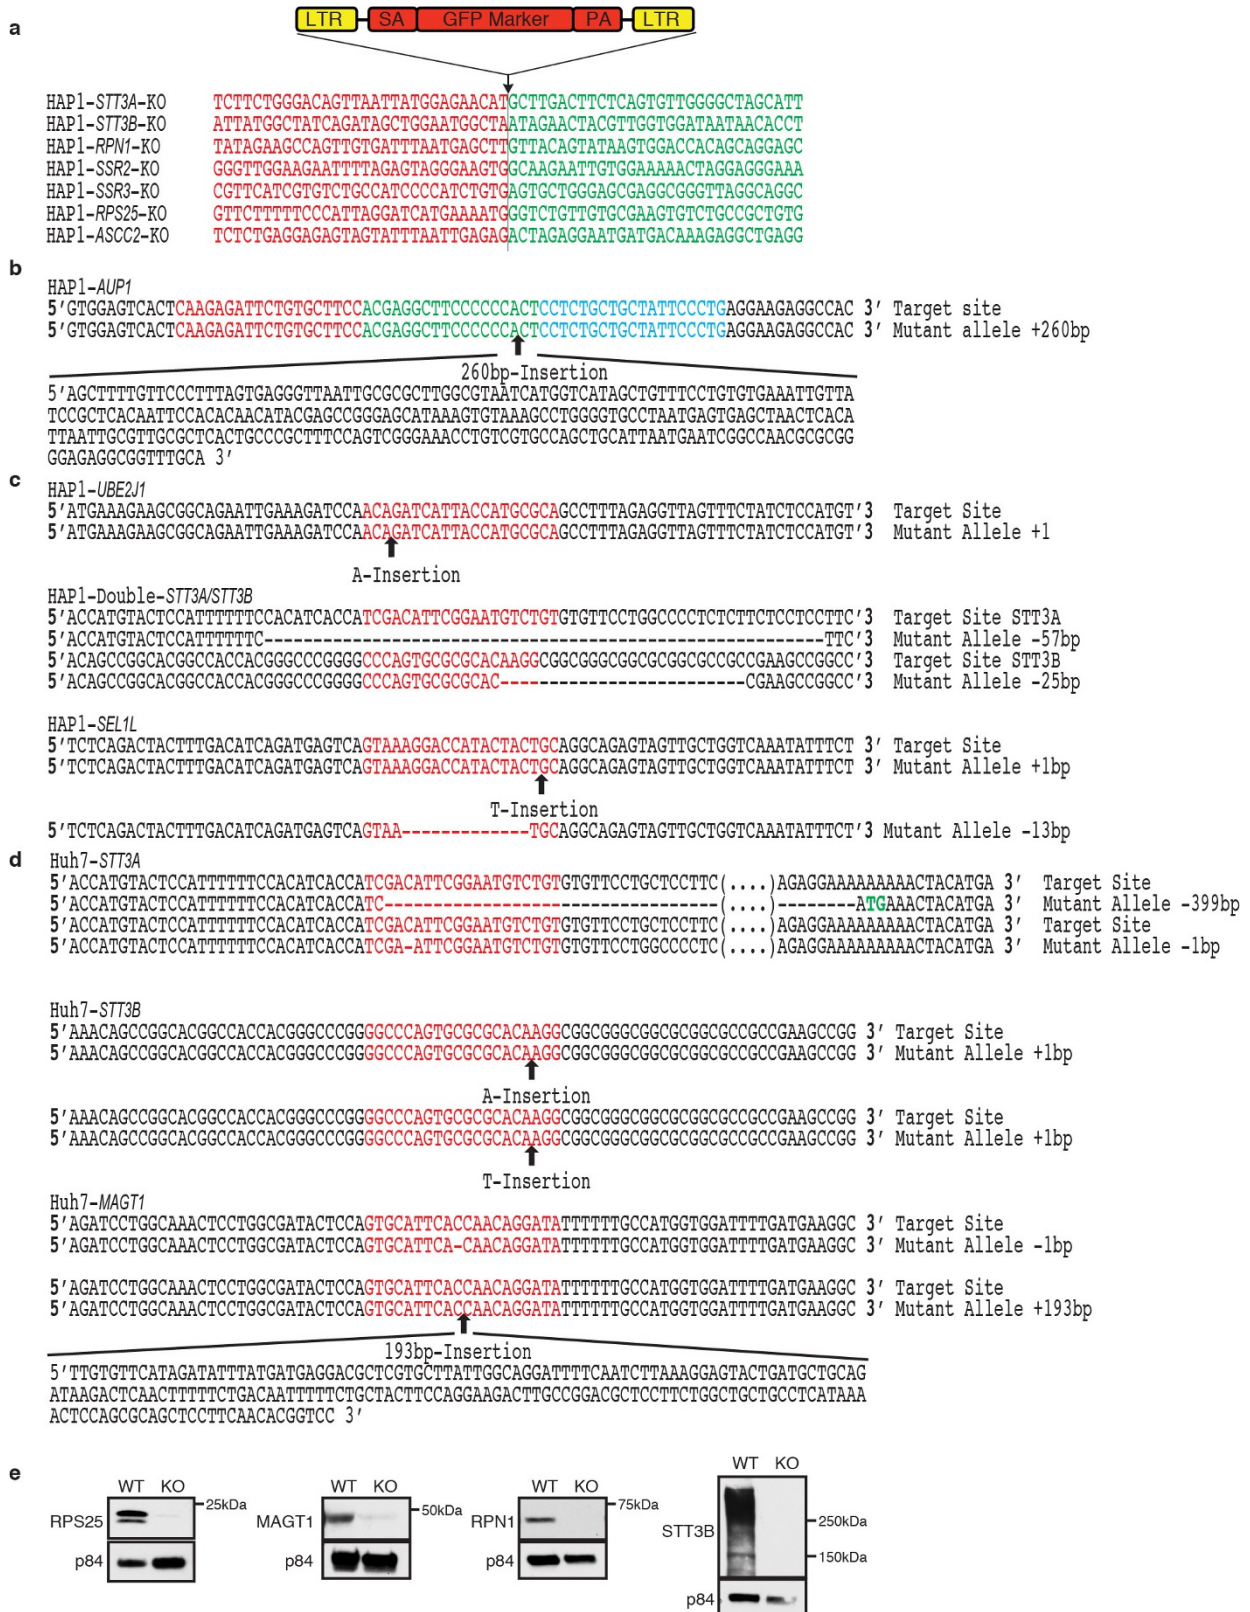 a
LTR SA GFP Marker PA LTR
HAP1-STT3A-KO TCTTCTGGGACAGTTAATTATGGAGAACATGCTTGACTTCTCAGTGTTGGGGCTAGCATT
HAP1-STT3B-KO ATTATGGCTATCAGATAGCTGGAATGGCTAATAGAACTACGTTGGTGGATAATAACACCT
HAP1-RPN1-KO TATAGAAGCCAGTTGTGATTTAATGAGCTTGTTACAGTATAAGTGGACCACAGCAGGAGC
HAP1-SSR2-KO GGGTTGGAAGAATTTTAGAGTAGGGAAGTGGCAAGAATTGTGGAAAAACTAGGAGGGAAA
HAP1-SSR3-KO CGTTCATCGTGTCTGCCATCCCCATCTGTGAGTGCTGGGAGCGAGGCGGGTTAGGCAGGC
HAP1-RPS25-KO GTTCTTTTTCCCATTAGGATCATGAAAATGGGTCTGTTGTGCGAAGTGTCTGCCGCTGTG
HAP1-ASCC2-KO TCTCTGAGGAGAGTAGTATTTAATTGAGAGACTAGAGGAATGATGACAAAGAGGCTGAGG
b
HAP1-AUP1
5'GTGGAGTCACTCAAGAGATTCTGTGCTTCCACGAGGCTTCCCCCCACTCCTCTGCTGCTATTCCCTGAGGAAGAGGCCAC 3' Target site
5'GTGGAGTCACTCAAGAGATTCTGTGCTTCCACGAGGCTTCCCCCCACTCCTCTGCTGCTATTCCCTGAGGAAGAGGCCAC 3' Mutant allele +260bp
260bp-Insertion
5'AGCTTTTGTTCCCTTTAGTGAGGGTTAATTGCGCGCTTGGCGTAATCATGGTCATAGCTGTTTCCTGTGTGAAATTGTTA
TCCGCTCACAATTCCACACAACATACGAGCCGGGAGCATAAAGTGTAAAGCCTGGGGTGCCTAATGAGTGAGCTAACTCACA
TTAATTGCGTTGCGCTCACTGCCCGCTTTCCAGTCGGGAAACCTGTCGTGCCAGCTGCATTAATGAATCGGCCAACGCGCGG
GGAGAGGCGGTTTGCA 3'
c
HAP1-UBE2J1
5'ATGAAAGAAGCGGCAGAATTGAAAGATCCAACAGATCATTACCATGCGCAGCCTTTAGAGGTTAGTTTCTATCTCCATGT'3 Target Site
5'ATGAAAGAAGCGGCAGAATTGAAAGATCCAACAGATCATTACCATGCGCAGCCTTTAGAGGTTAGTTTCTATCTCCATGT'3 Mutant Allele +1
A-Insertion
HAP1-Double-STT3A/STT3B
5'ACCATGTACTCCATTTTTTCCACATCACCATCGACATTCGGAATGTCTGTGTGTTCCTGGCCCCTCTCTTCTCCTCCTTC'3 Target Site STT3A
5'ACCATGTACTCCATTTTTTC---------------------------------------------------------TTC'3 Mutant Allele -57bp
5'ACAGCCGGCACGGCCACCACGGGCCCGGGGCCCAGTGCGCGCACAAGGCGGCGGGCGGCGCGGCGCCGCCGAAGCCGGCC'3 Target Site STT3B
5'ACAGCCGGCACGGCCACCACGGGCCCGGGGCCCAGTGCGCGCAC-------------------------CGAAGCCGGCC'3 Mutant Allele -25bp
HAP1-SEL1L
5'TCTCAGACTACTTTGACATCAGATGAGTCAGTAAAGGACCATACTACTGCAGGCAGAGTAGTTGCTGGTCAAATATTTCT 3' Target Site
5'TCTCAGACTACTTTGACATCAGATGAGTCAGTAAAGGACCATACTACTGCAGGCAGAGTAGTTGCTGGTCAAATATTTCT 3' Mutant Allele +1bp
T-Insertion
5'TCTCAGACTACTTTGACATCAGATGAGTCAGTAA-------------TGCAGGCAGAGTAGTTGCTGGTCAAATATTTCT'3 Mutant Allele -13bp
d
Huh7-STT3A
5'ACCATGTACTCCATTTTTTCCACATCACCATCGACATTCGGAATGTCTGTGTGTTCCTGCTCCTTC(....)AGAGGAAAAAAAAACTACATGA 3' Target Site
5'ACCATGTACTCCATTTTTTCCACATCACCATC----------------------------------(....)--------ATGAAACTACATGA 3' Mutant Allele -399bp
5'ACCATGTACTCCATTTTTTCCACATCACCATCGACATTCGGAATGTCTGTGTGTTCCTGCTCCTTC(....)AGAGGAAAAAAAAACTACATGA 3' Target Site
5'ACCATGTACTCCATTTTTTCCACATCACCATCGA-ATTCGGAATGTCTGTGTGTTCCTGGCCCCTC(....)AGAGGAAAAAAAAACTACATGA 3' Mutant Allele -1bp
Huh7-STT3B
5'AAACAGCCGGCACGGCCACCACGGGCCCGGGGCCCAGTGCGCGCACAAGGCGGCGGGCGGCGCGGCGCCGCCGAAGCCGG 3' Target Site
5'AAACAGCCGGCACGGCCACCACGGGCCCGGGGCCCAGTGCGCGCACAAGGCGGCGGGCGGCGCGGCGCCGCCGAAGCCGG 3' Mutant Allele +1bp
A-Insertion
5'AAACAGCCGGCACGGCCACCACGGGCCCGGGGCCCAGTGCGCGCACAAGGCGGCGGGCGGCGCGGCGCCGCCGAAGCCGG 3' Target Site
5'AAACAGCCGGCACGGCCACCACGGGCCCGGGGCCCAGTGCGCGCACAAGGCGGCGGGCGGCGCGGCGCCGCCGAAGCCGG 3' Mutant Allele +1bp
T-Insertion
Huh7-MAGT1
5'AGATCCTGGCAAACTCCTGGCGATACTCCAGTGCATTCACCAACAGGATATTTTTTGCCATGGTGGATTTTGATGAAGGC 3' Target Site
5'AGATCCTGGCAAACTCCTGGCGATACTCCAGTGCATTCA-CAACAGGATATTTTTTGCCATGGTGGATTTTGATGAAGGC 3' Mutant Allele -1bp
5'AGATCCTGGCAAACTCCTGGCGATACTCCAGTGCATTCACCAACAGGATATTTTTTGCCATGGTGGATTTTGATGAAGGC 3' Target Site
5'AGATCCTGGCAAACTCCTGGCGATACTCCAGTGCATTCACCAACAGGATATTTTTTGCCATGGTGGATTTTGATGAAGGC 3' Mutant Allele +193bp
193bp-Insertion
5'TTGTGTTCATAGATATTTATGATGAGGACGCTCGTGCTTATTGGCAGGATTTTCAATCTTAAAGGAGTACTGATGCTGCAG
ATAAGACTCAACTTTTTCTGACAATTTTTCTGCTACTTCCAGGAAGACTTGCCGGACGCTCCTTCTGGCTGCTGCCTCATAAA
ACTCCAGCGCAGCTCCTTCAACACGGTCC 3'
e
WT KO
RPS25
25kDa
p84
WT KO
MAGT1
50kDa
p84
WT KO
RPN1
75kDa
p84
WT KO
STT3B
250kDa
150kDa
p84